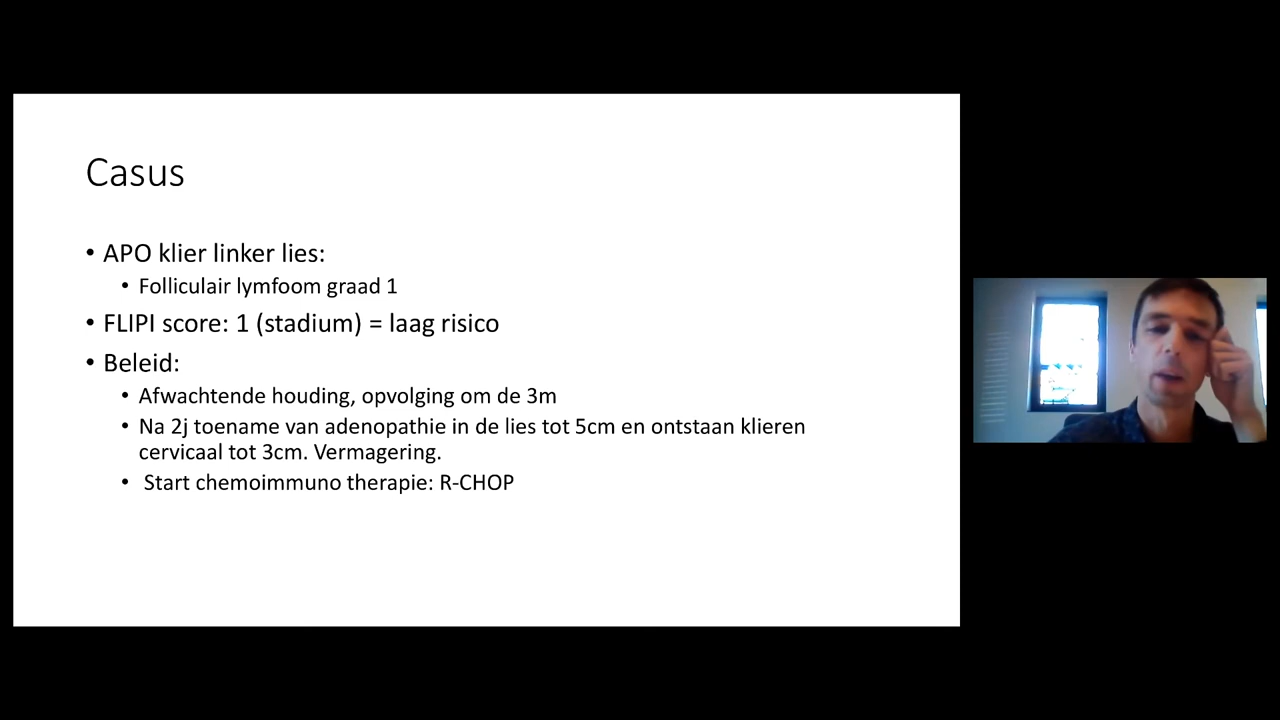 Casus
• APO klier linker lies:
• Folliculair lymfoom graad 1
• FLIPI score: 1 (stadium) = laag risico
• Beleid:
• Afwachtende houding, opvolging om de 3m
• Na 2j toename van adenopathie in de lies tot 5cm en ontstaan klieren
cervicaal tot 3cm. Vermagering.
• Start chemoimmuno therapie: R-CHOP